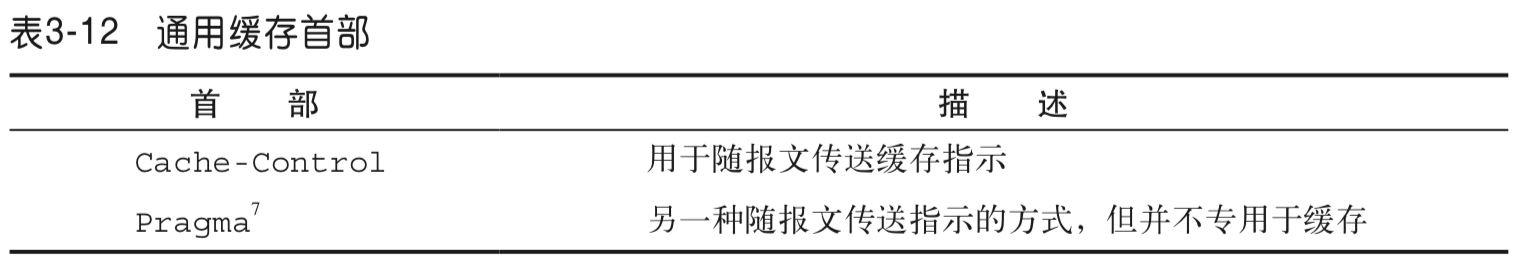 表3-12 通用缓存首部
首 部 描 述
Cache-Control 用于随报文传送缓存指示
Pragma7 另一种随报文传送指示的方式，但并不专用于缓存